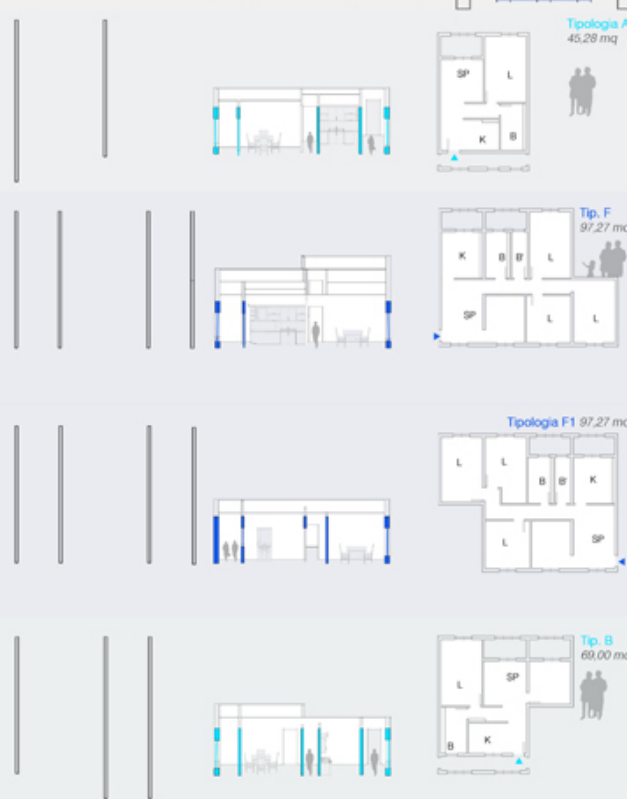 Tipologia A
45,28 mq
SP
L
K
B
Tip. F
97,27 mq
K
B
B'
L
SP
L
L
Tipologia F1 97,27 mq
L
L
B
B'
K
L
SP
Tip. B
69,00 mq
SP
L
B
K